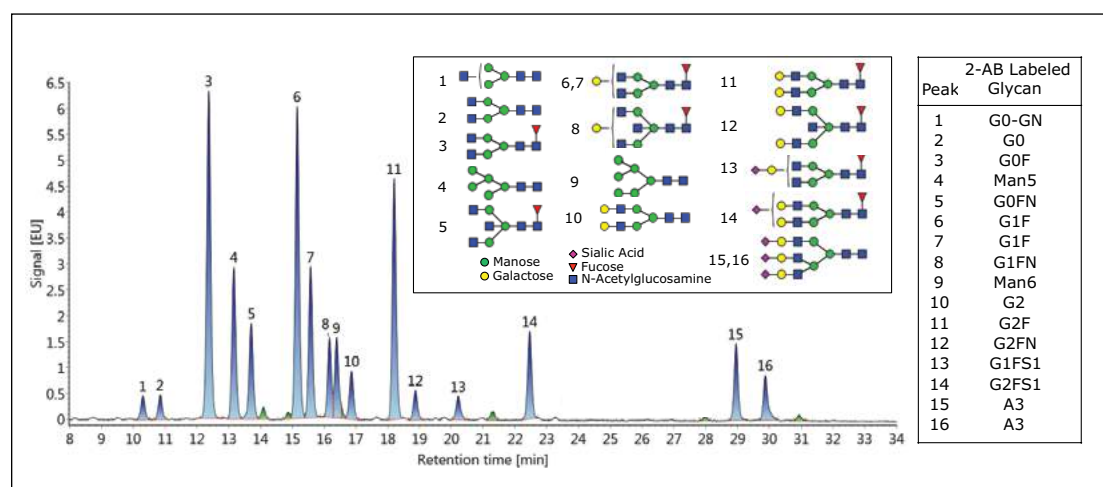 6.5
6
5.5
5
4.5
4
3.5
3
2.5
2
1.5
1
0.5
0
Signal [EU]
8 9 10 11 12 13 14 15 16 17 18 19 20 21 22 23 24 25 26 27 28 29 30 31 32 33 34
Retention time [min]
1 2 3 4 5 6 7 8 9 10 11 12 13 14 15 16
1
2
3
4
5
6,7
8
9
10
11
12
13
14
15,16
Manose
Galactose
Sialic Acid
Fucose
N-Acetylglucosamine
Peak 2-AB Labeled
Glycan
1 G0-GN
2 G0
3 G0F
4 Man5
5 G0FN
6 G1F
7 G1F
8 G1FN
9 Man6
10 G2
11 G2F
12 G2FN
13 G1FS1
14 G2FS1
15 A3
16 A3